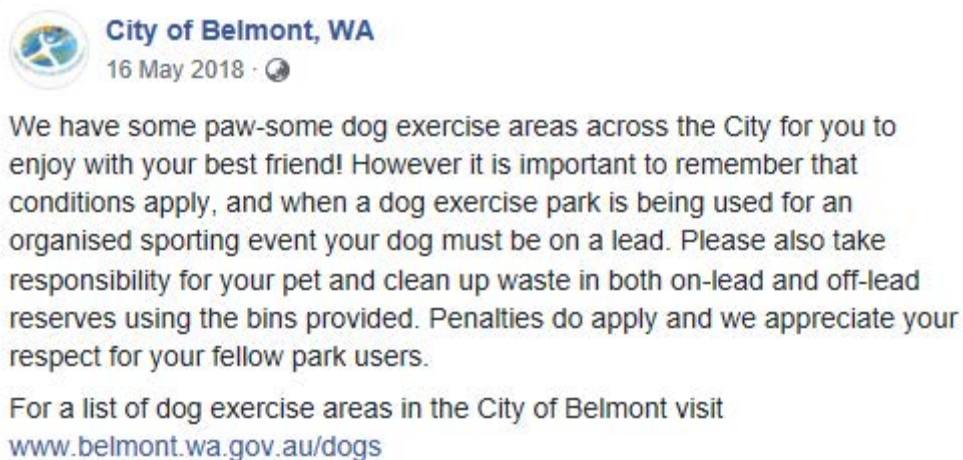 City of Belmont, WA
16 May 2018 ·
We have some paw-some dog exercise areas across the City for you to
enjoy with your best friend! However it is important to remember that
conditions apply, and when a dog exercise park is being used for an
organised sporting event your dog must be on a lead. Please also take
responsibility for your pet and clean up waste in both on-lead and off-lead
reserves using the bins provided. Penalties do apply and we appreciate your
respect for your fellow park users.
For a list of dog exercise areas in the City of Belmont visit
www.belmont.wa.gov.au/dogs